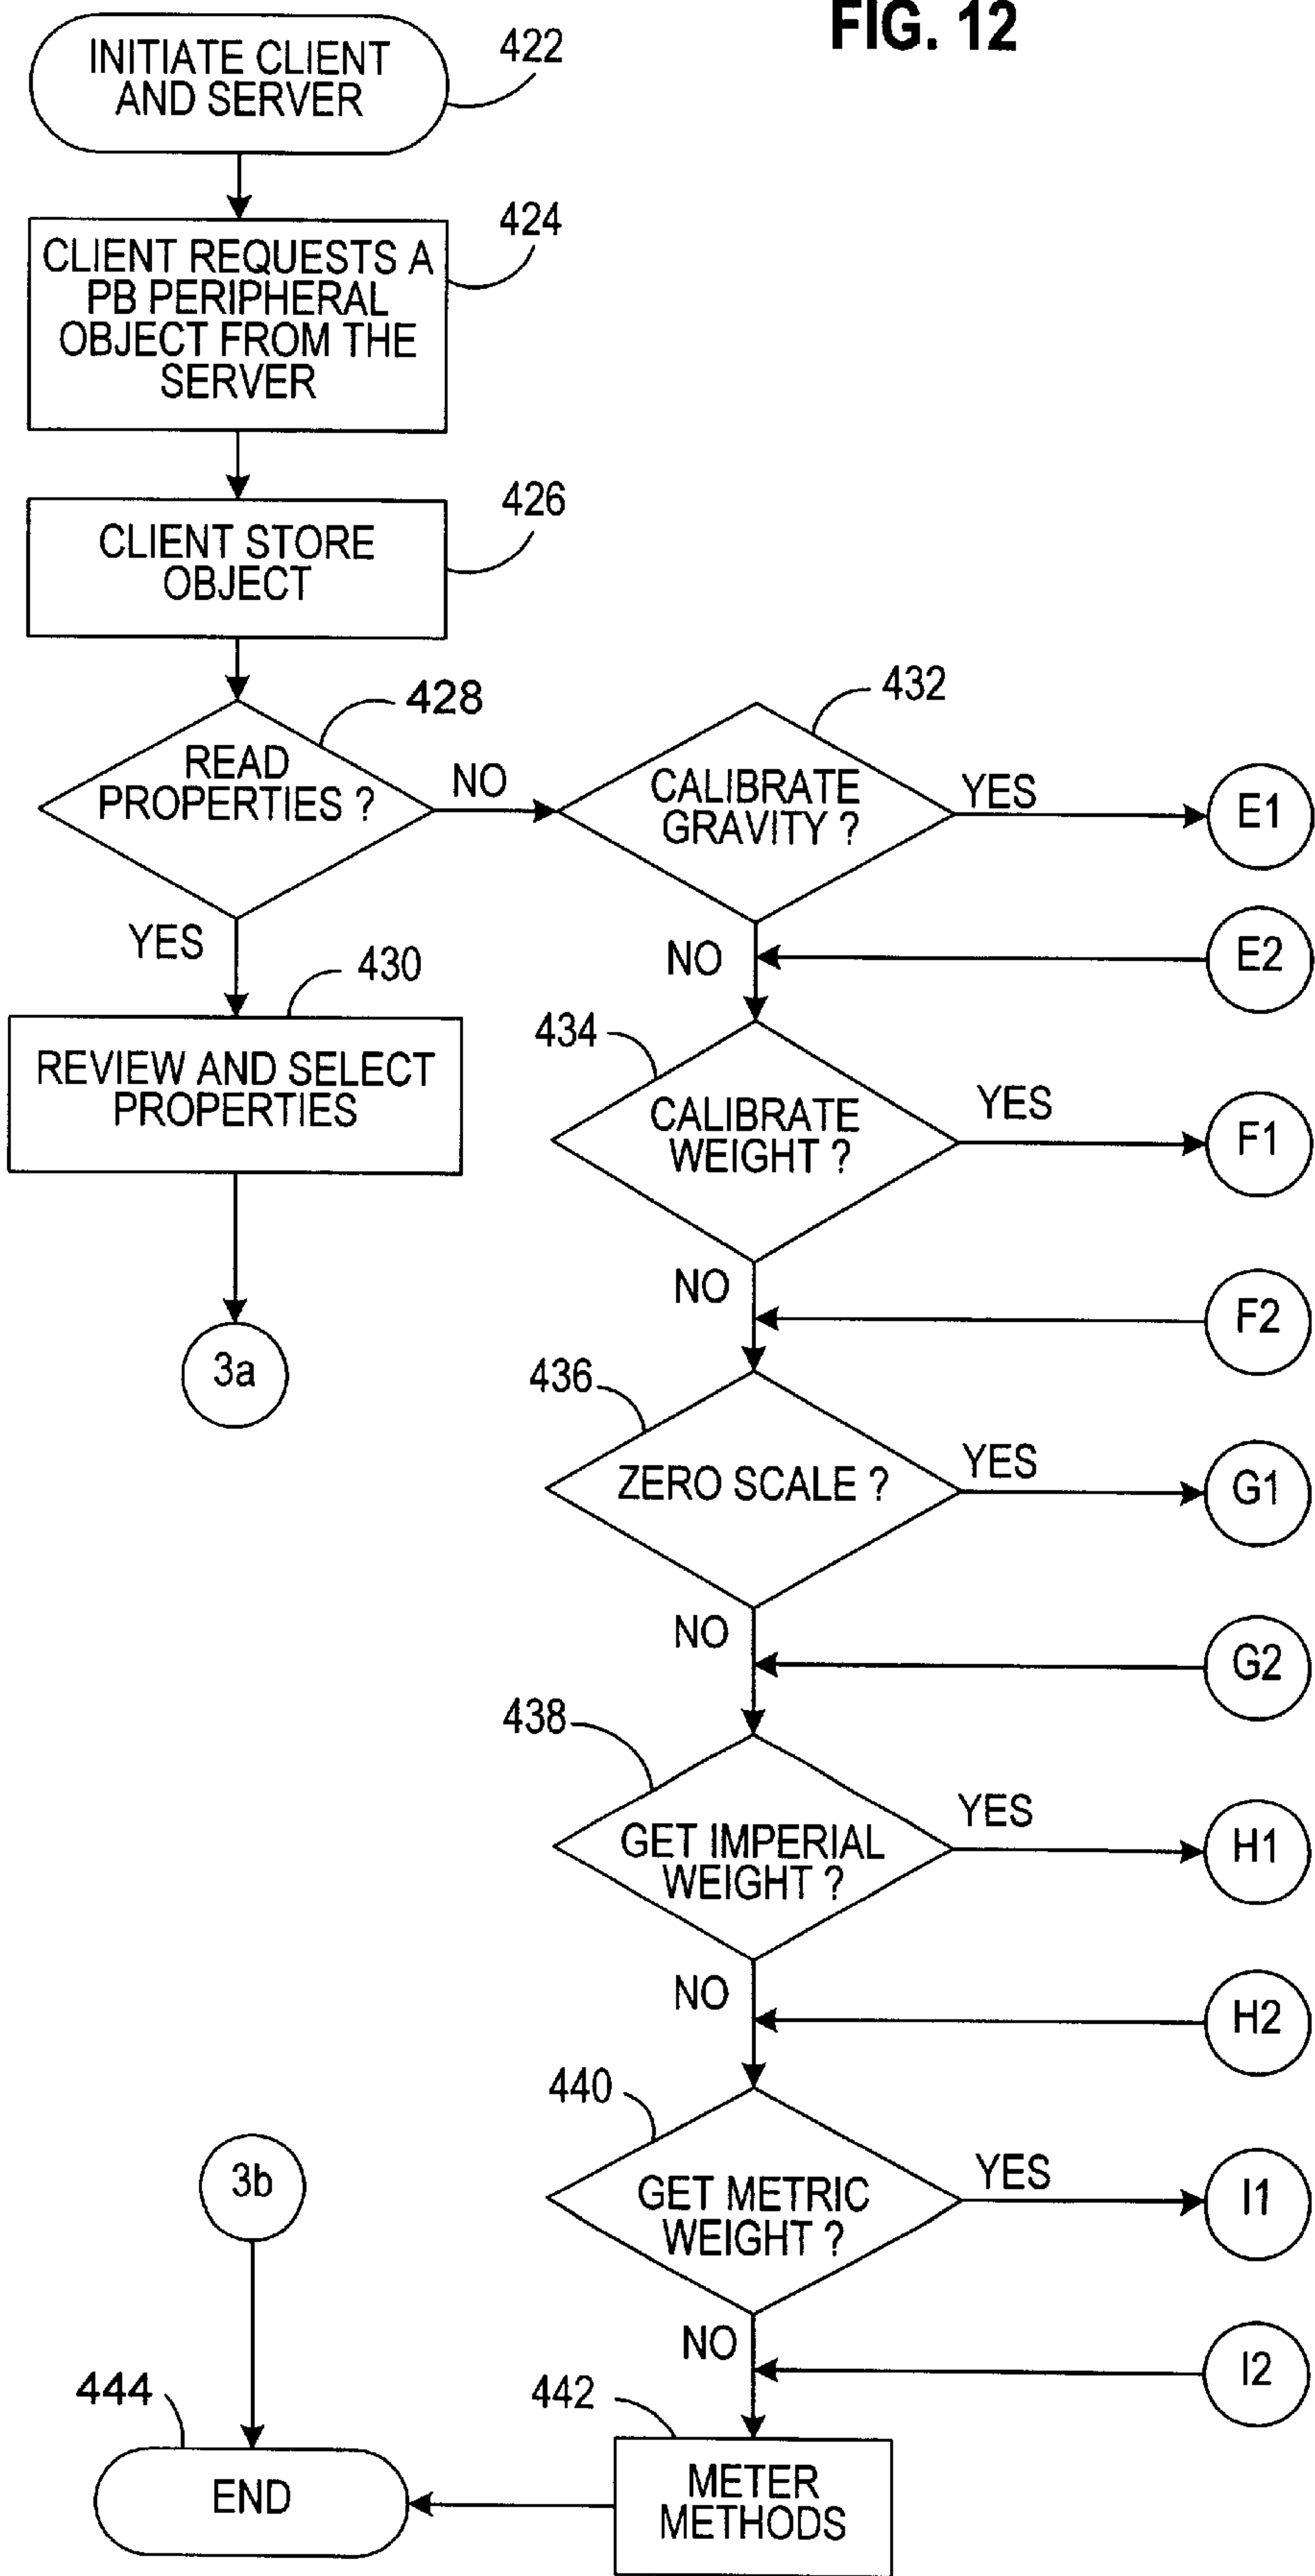 FIG. 12
INITIATE CLIENT
AND SERVER
422
CLIENT REQUESTS A
PB PERIPHERAL
OBJECT FROM THE
SERVER
424
CLIENT STORE
OBJECT
426
READ
PROPERTIES ?
428
NO
YES
CALIBRATE
GRAVITY ?
432
YES
E1
NO
E2
REVIEW AND SELECT
PROPERTIES
430
3a
434
CALIBRATE
WEIGHT ?
YES
F1
NO
F2
436
ZERO SCALE ?
YES
G1
NO
G2
438
GET IMPERIAL
WEIGHT ?
YES
H1
NO
H2
440
GET METRIC
WEIGHT ?
YES
I1
NO
I2
3b
442
METER
METHODS
444
END